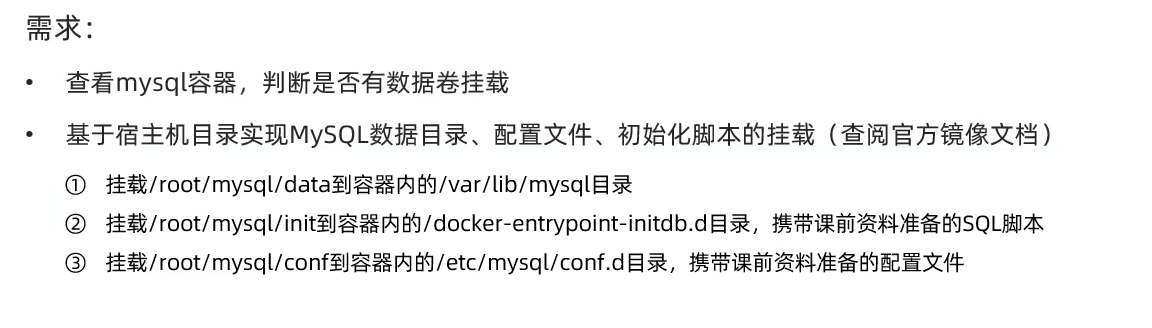 需求：
• 查看mysql容器，判断是否有数据卷挂载
• 基于宿主机目录实现MySQL数据目录、配置文件、初始化脚本的挂载（查阅官方镜像文档）
① 挂载/root/mysql/data到容器内的/var/lib/mysql目录
② 挂载/root/mysql/init到容器内的/docker-entrypoint-initdb.d目录，携带课前资料准备的SQL脚本
③ 挂载/root/mysql/conf到容器内的/etc/mysql/conf.d目录，携带课前资料准备的配置文件